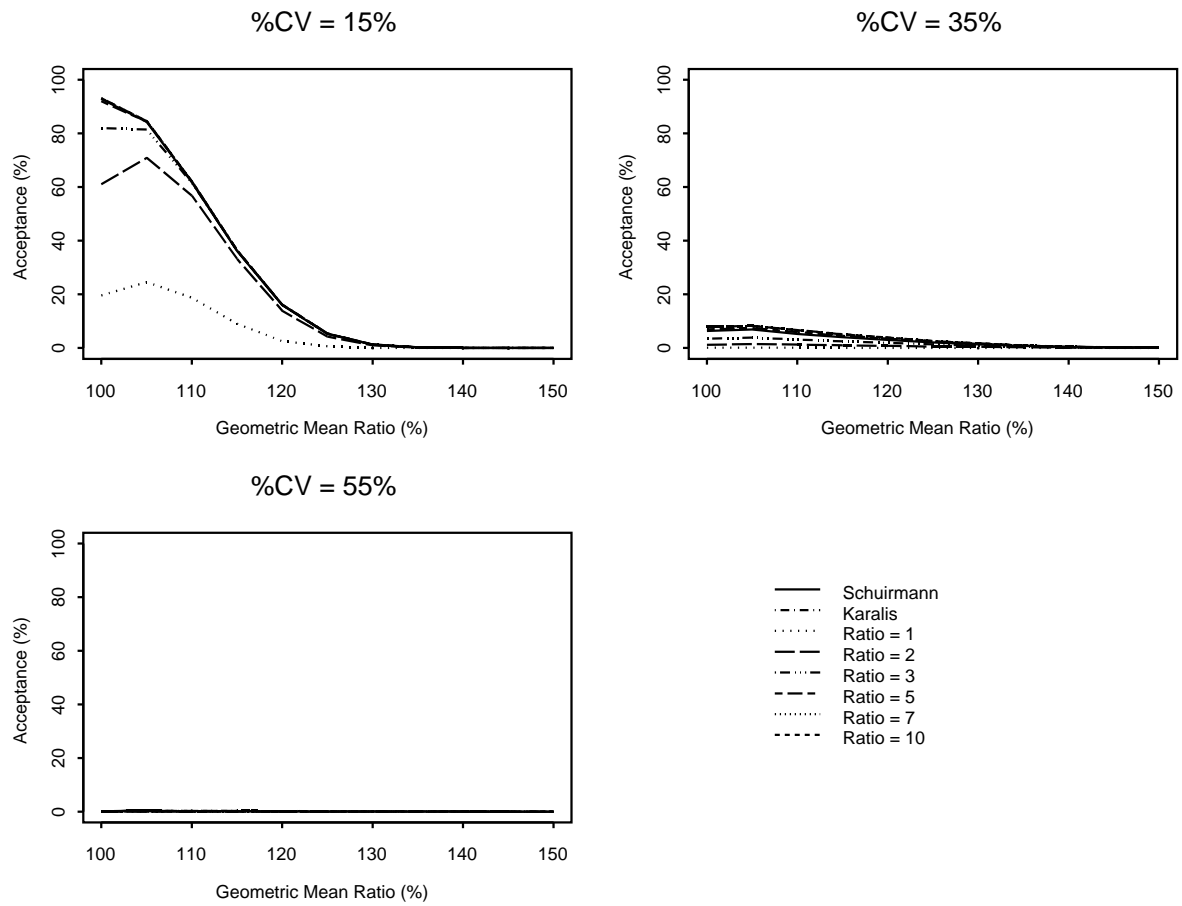 %CV = 15%
100
80
60
40
20
0
Acceptance (%)
100 110 120 130 140 150
Geometric Mean Ratio (%)
%CV = 35%
100
80
60
40
20
0
Acceptance (%)
100 110 120 130 140 150
Geometric Mean Ratio (%)
%CV = 55%
100
80
60
40
20
0
Acceptance (%)
100 110 120 130 140 150
Geometric Mean Ratio (%)
Schuirmann
Karalis
Ratio = 1
Ratio = 2
Ratio = 3
Ratio = 5
Ratio = 7
Ratio = 10